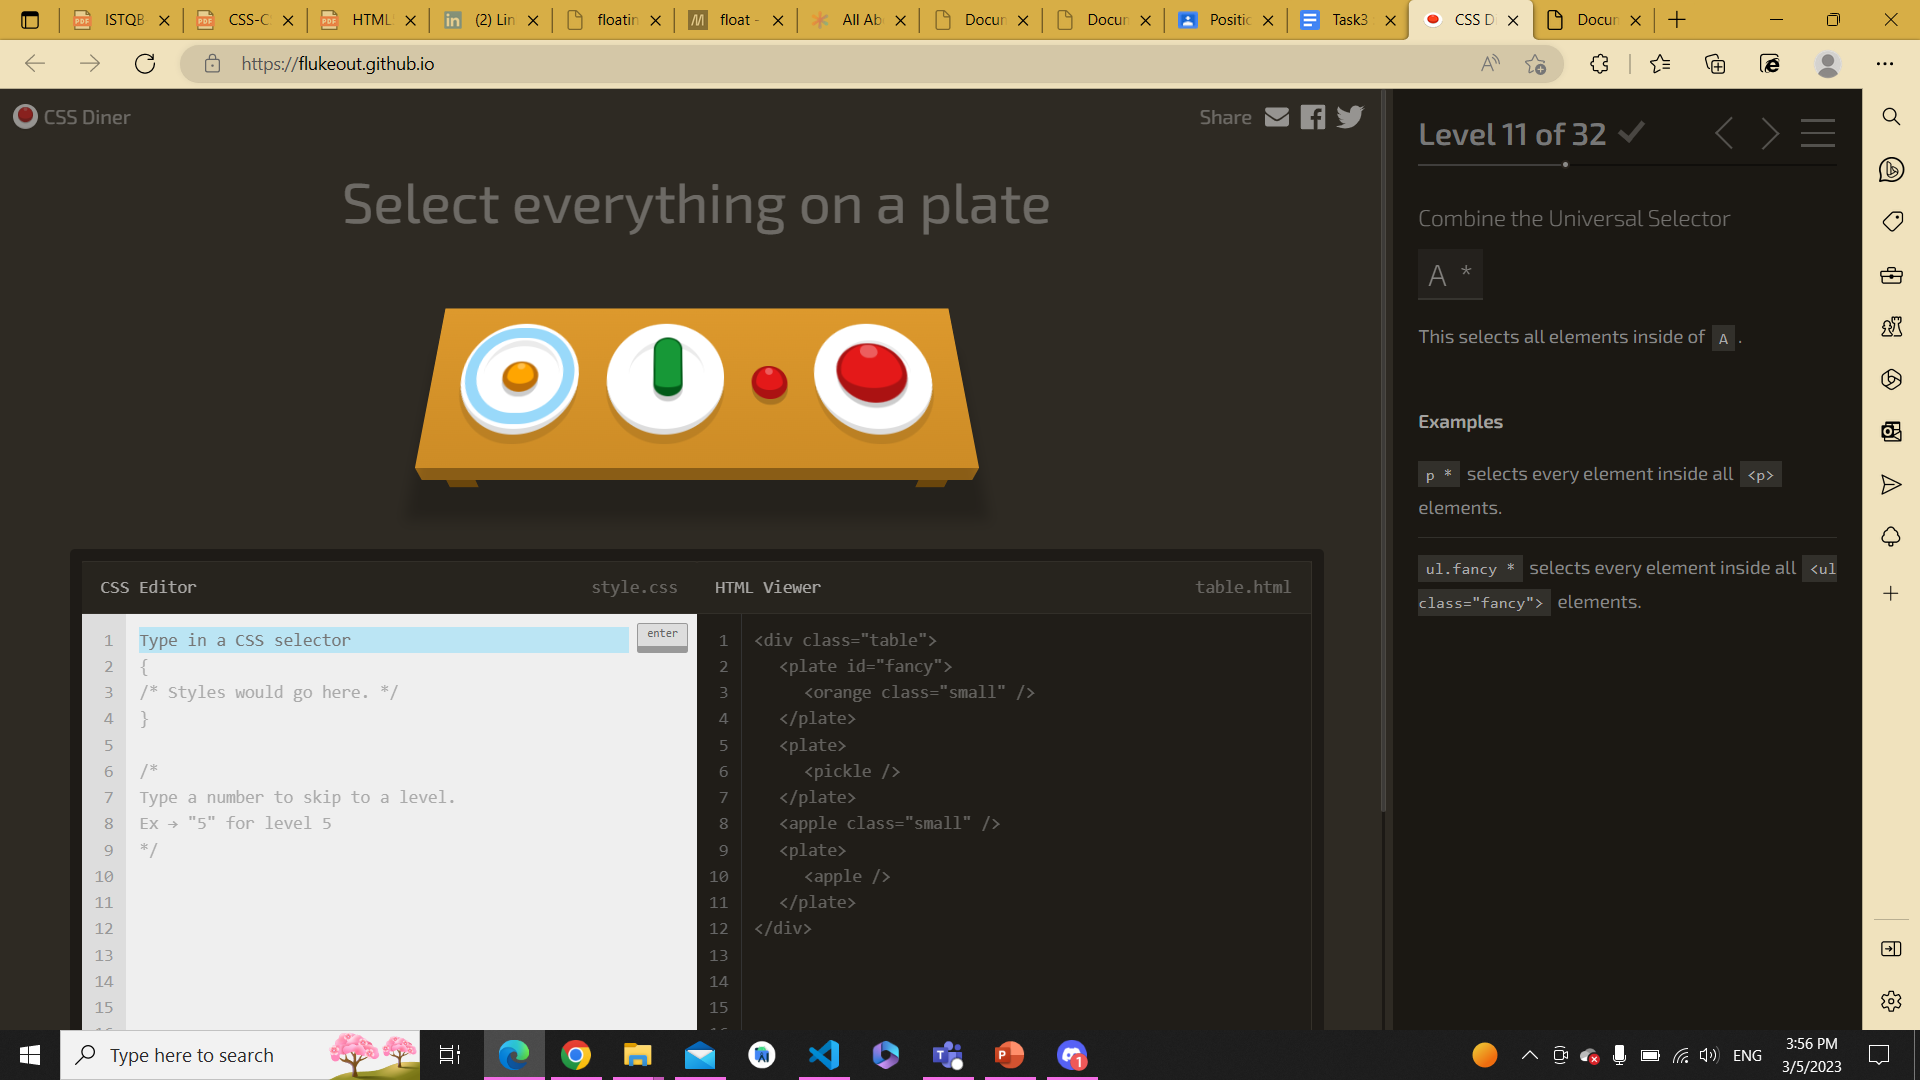 ISTQB-
CSS-C
HTML5
(2) Lin
floatin
float -
All Ab
Docun
Docun
Positic
Task3
CSS D
Docun
https://flukeout.github.io
CSS Diner
Share
Level 11 of 32
Select everything on a plate
Combine the Universal Selector
A *
This selects all elements inside of A .
Examples
p * selects every element inside all <p>
elements.
ul.fancy * selects every element inside all <ul
class="fancy"> elements.
CSS Editor
style.css
HTML Viewer
table.html
1 Type in a CSS selector
enter
2 {
3 /* Styles would go here. */
4 }
5
6 /*
7 Type a number to skip to a level.
8 Ex → "5" for level 5
9 */
10
11
12
13
14
15
1 <div class="table">
2 <plate id="fancy">
3 <orange class="small" />
4 </plate>
5 <plate>
6 <pickle />
7 </plate>
8 <apple class="small" />
9 <plate>
10 <apple />
11 </plate>
12 </div>
13
14
15
Type here to search
1
ENG
3:56 PM
3/5/2023